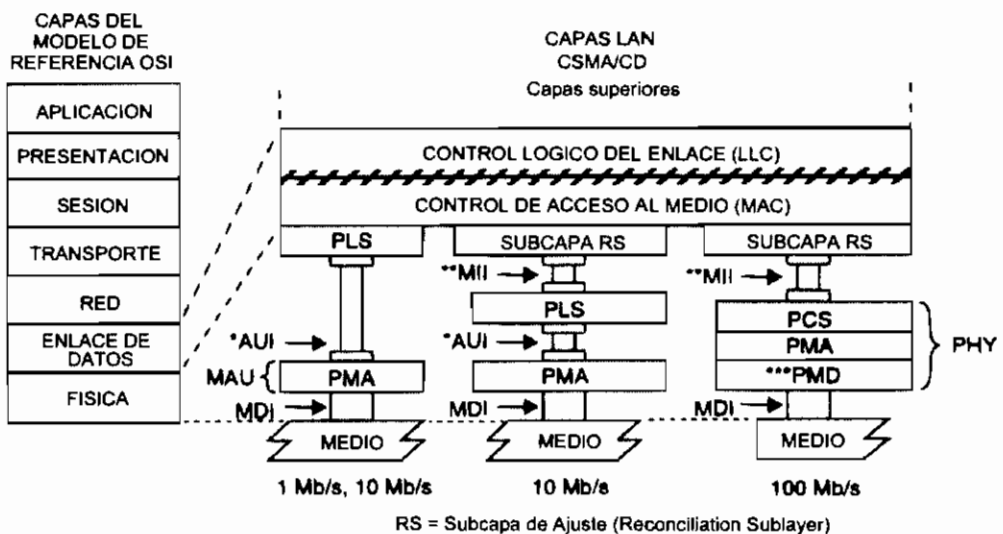 CAPAS DEL
MODELO DE
REFERENCIA OSI
APLICACION
PRESENTACION
SESION
TRANSPORTE
RED
ENLACE DE
DATOS
FISICA
CAPAS LAN
CSMA/CD
Capas superiores
CONTROL LOGICO DEL ENLACE (LLC)
CONTROL DE ACCESO AL MEDIO (MAC)
PLS
*AUI
MAU
PMA
MDI
MEDIO
1 Mb/s, 10 Mb/s
SUBCAPA RS
**MII
PLS
*AUI
PMA
MDI
MEDIO
10 Mb/s
SUBCAPA RS
**MII
PCS
PMA
***PMD
PHY
MDI
MEDIO
100 Mb/s
RS = Subcapa de Ajuste (Reconciliation Sublayer)